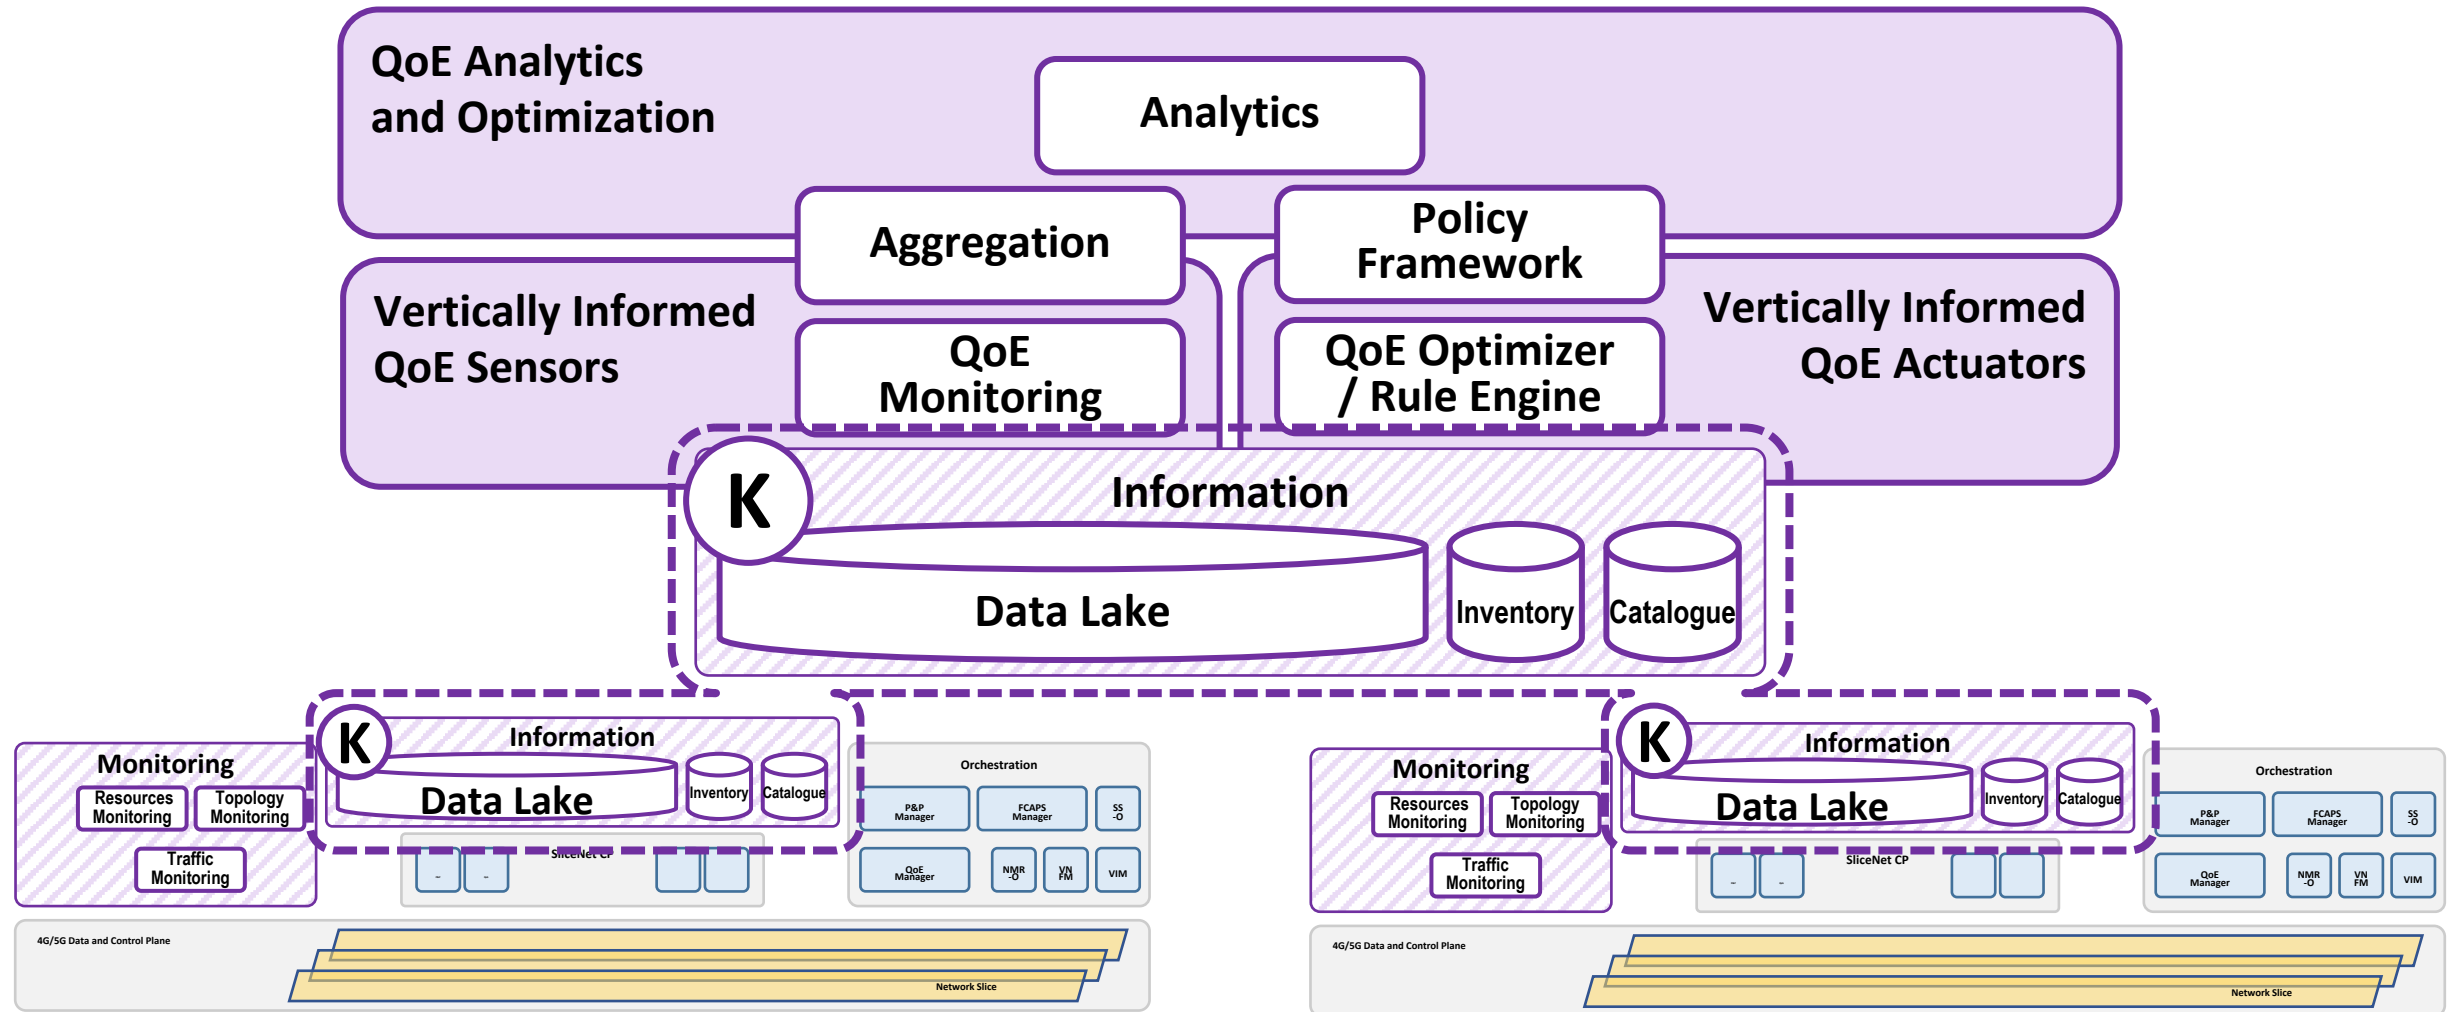 QoE Analytics
and Optimization
Analytics
Aggregation
Policy
Framework
Vertically Informed
QoE Sensors
QoE
Monitoring
QoE Optimizer
/ Rule Engine
Vertically Informed
QoE Actuators
K
Information
Data Lake
Inventory
Catalogue
Monitoring
Resources
Monitoring
Topology
Monitoring
Traffic
Monitoring
K
Information
Data Lake
Inventory
Catalogue
SliceNet CP
..
..
Orchestration
P&P
Manager
FCAPS
Manager
SS
-O
QoE
Manager
NMR
-O
VN
FM
VIM
4G/5G Data and Control Plane
Network Slice
Monitoring
Resources
Monitoring
Topology
Monitoring
Traffic
Monitoring
K
Information
Data Lake
Inventory
Catalogue
SliceNet CP
..
..
Orchestration
P&P
Manager
FCAPS
Manager
SS
-O
QoE
Manager
NMR
-O
VN
FM
VIM
4G/5G Data and Control Plane
Network Slice